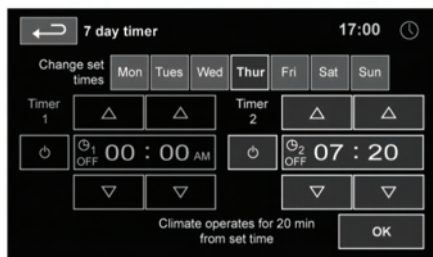 7 day timer 17:00
Change set times Mon Tues Wed Thur Fri Sat Sun
Timer 1
Timer 2
1 OFF 00 : 00 AM
2 OFF 07 : 20
Climate operates for 20 min
from set time
OK